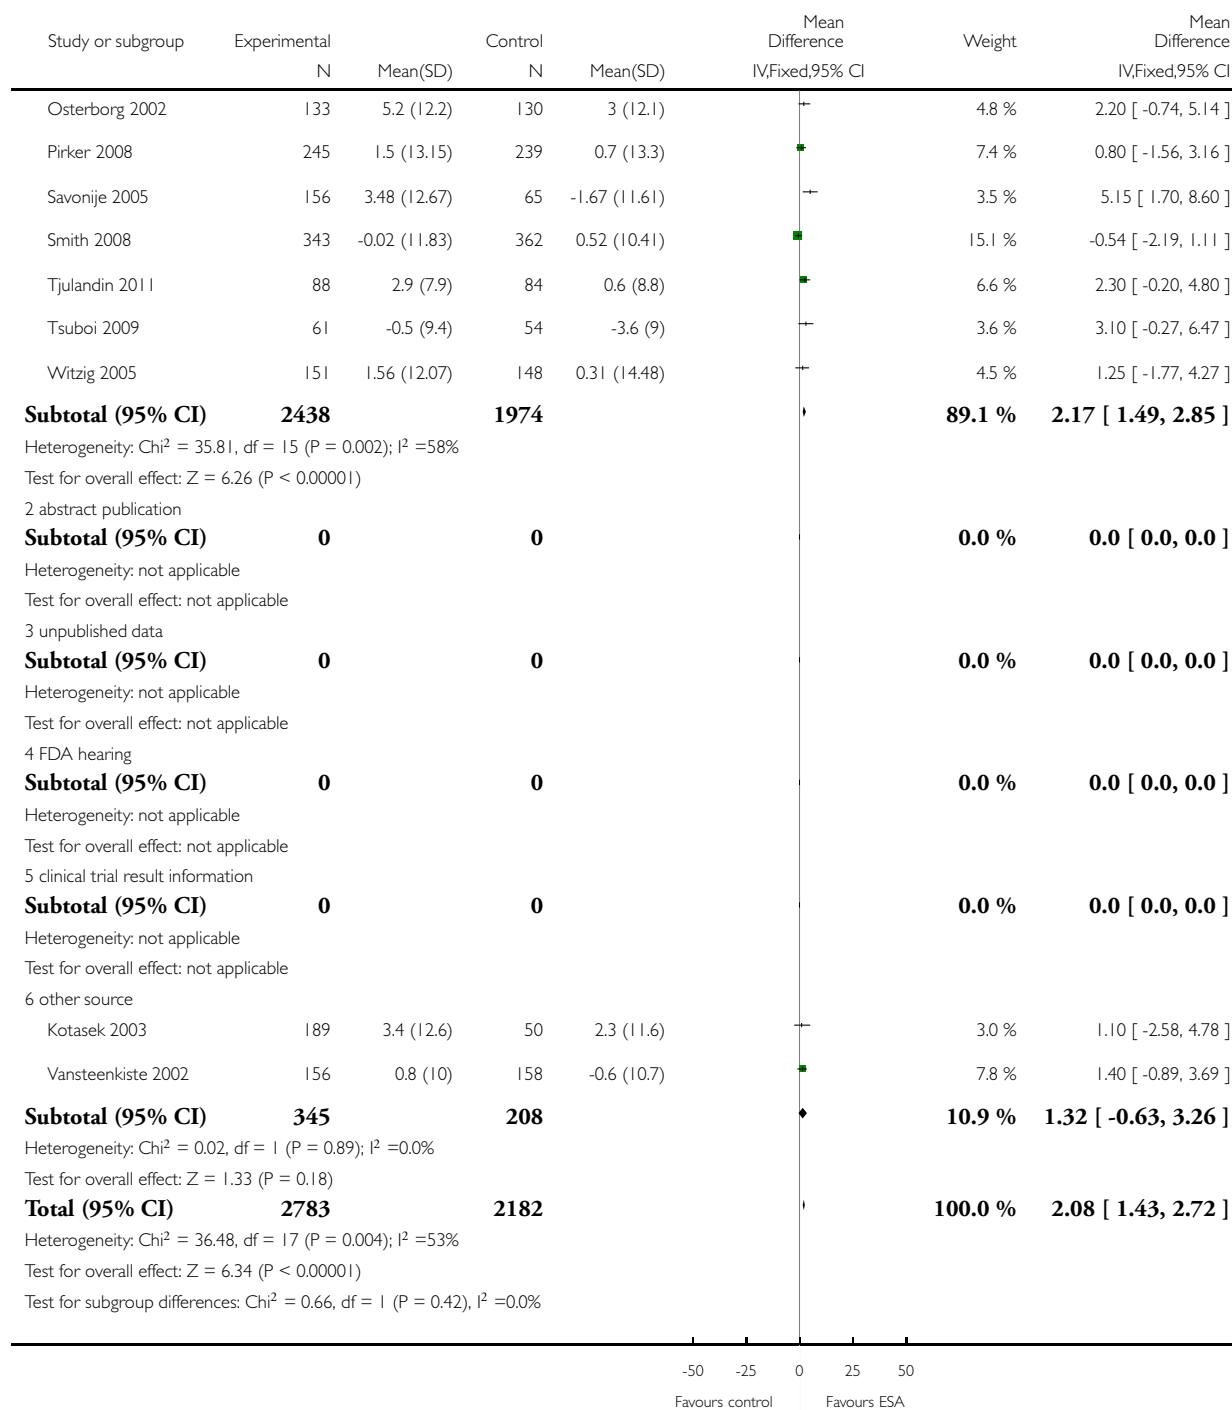 Study or subgroup Experimental Control Mean Difference Weight Mean Difference
N Mean(SD) N Mean(SD) IV,Fixed,95% CI IV,Fixed,95% CI
Osterborg 2002 133 5.2 (12.2) 130 3 (12.1) 4.8 % 2.20 [ -0.74, 5.14 ]
Pirker 2008 245 1.5 (13.15) 239 0.7 (13.3) 7.4 % 0.80 [ -1.56, 3.16 ]
Savonije 2005 156 3.48 (12.67) 65 -1.67 (11.61) 3.5 % 5.15 [ 1.70, 8.60 ]
Smith 2008 343 -0.02 (11.83) 362 0.52 (10.41) 15.1 % -0.54 [ -2.19, 1.11 ]
Tjulandin 2011 88 2.9 (7.9) 84 0.6 (8.8) 6.6 % 2.30 [ -0.20, 4.80 ]
Tsuboi 2009 61 -0.5 (9.4) 54 -3.6 (9) 3.6 % 3.10 [ -0.27, 6.47 ]
Witzig 2005 151 1.56 (12.07) 148 0.31 (14.48) 4.5 % 1.25 [ -1.77, 4.27 ]
Subtotal (95% CI) 2438 1974 89.1 % 2.17 [ 1.49, 2.85 ]
Heterogeneity: Chi² = 35.81, df = 15 (P = 0.002); I² =58%
Test for overall effect: Z = 6.26 (P < 0.00001)
2 abstract publication
Subtotal (95% CI) 0 0 0.0 % 0.0 [ 0.0, 0.0 ]
Heterogeneity: not applicable
Test for overall effect: not applicable
3 unpublished data
Subtotal (95% CI) 0 0 0.0 % 0.0 [ 0.0, 0.0 ]
Heterogeneity: not applicable
Test for overall effect: not applicable
4 FDA hearing
Subtotal (95% CI) 0 0 0.0 % 0.0 [ 0.0, 0.0 ]
Heterogeneity: not applicable
Test for overall effect: not applicable
5 clinical trial result information
Subtotal (95% CI) 0 0 0.0 % 0.0 [ 0.0, 0.0 ]
Heterogeneity: not applicable
Test for overall effect: not applicable
6 other source
Kotasek 2003 189 3.4 (12.6) 50 2.3 (11.6) 3.0 % 1.10 [ -2.58, 4.78 ]
Vansteenkiste 2002 156 0.8 (10) 158 -0.6 (10.7) 7.8 % 1.40 [ -0.89, 3.69 ]
Subtotal (95% CI) 345 208 10.9 % 1.32 [ -0.63, 3.26 ]
Heterogeneity: Chi² = 0.02, df = 1 (P = 0.89); I² =0.0%
Test for overall effect: Z = 1.33 (P = 0.18)
Total (95% CI) 2783 2182 100.0 % 2.08 [ 1.43, 2.72 ]
Heterogeneity: Chi² = 36.48, df = 17 (P = 0.004); I² =53%
Test for overall effect: Z = 6.34 (P < 0.00001)
Test for subgroup differences: Chi² = 0.66, df = 1 (P = 0.42), I² =0.0%
-50 -25 0 25 50
Favours control Favours ESA